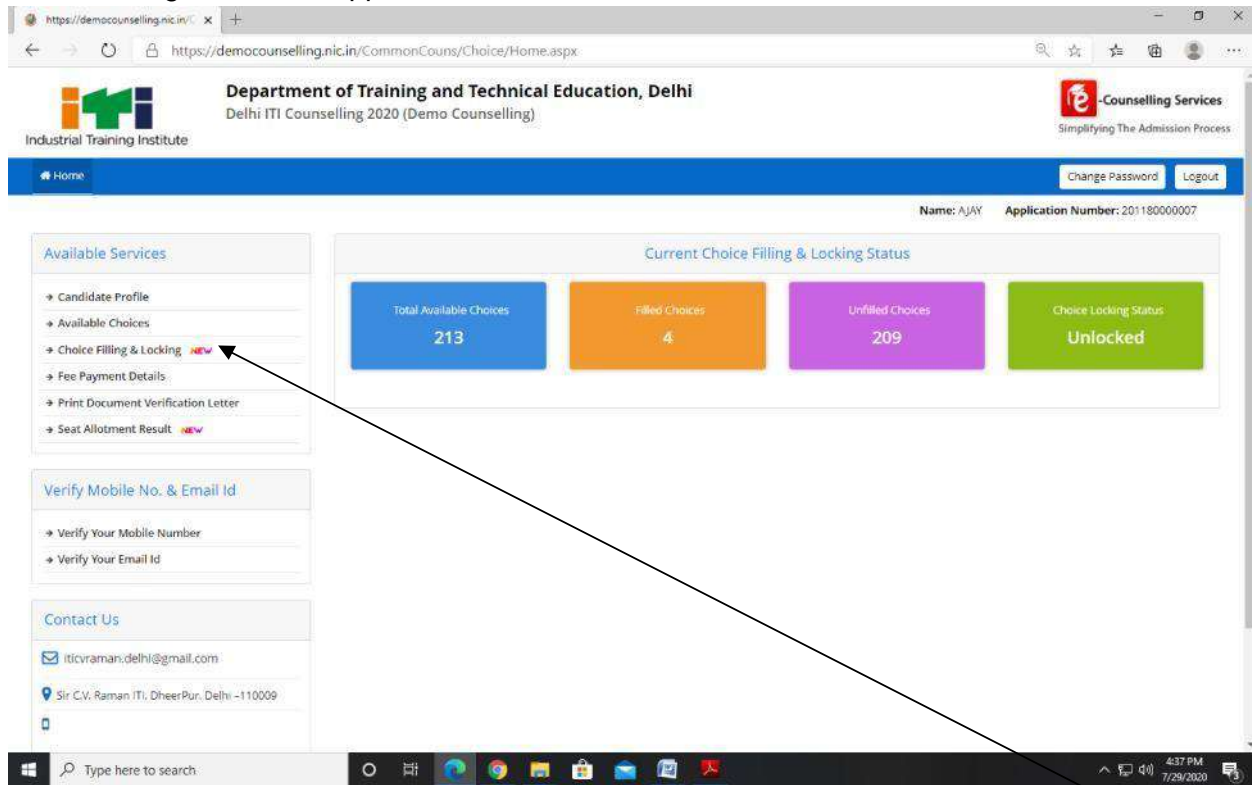 https://democounselling.nic.in/C
https://democounselling.nic.in/CommonCouns/Choice/Home.aspx
Industrial Training Institute
Department of Training and Technical Education, Delhi
Delhi ITI Counselling 2020 (Demo Counselling)
e -Counselling Services
Simplifying The Admission Process
Home
Change Password Logout
Name: AJAY Application Number: 201180000007
Available Services
Candidate Profile
Available Choices
Choice Filling & Locking NEW
Fee Payment Details
Print Document Verification Letter
Seat Allotment Result NEW
Current Choice Filling & Locking Status
Total Available Choices
213
Filled Choices
4
Unfilled Choices
209
Choice Locking Status
Unlocked
Verify Mobile No. & Email Id
Verify Your Mobile Number
Verify Your Email Id
Contact Us
iticvraman.delhi@gmail.com
Sir C.V. Raman ITI, DheerPur, Delhi -110009
Type here to search
4:37 PM
7/29/2020
3